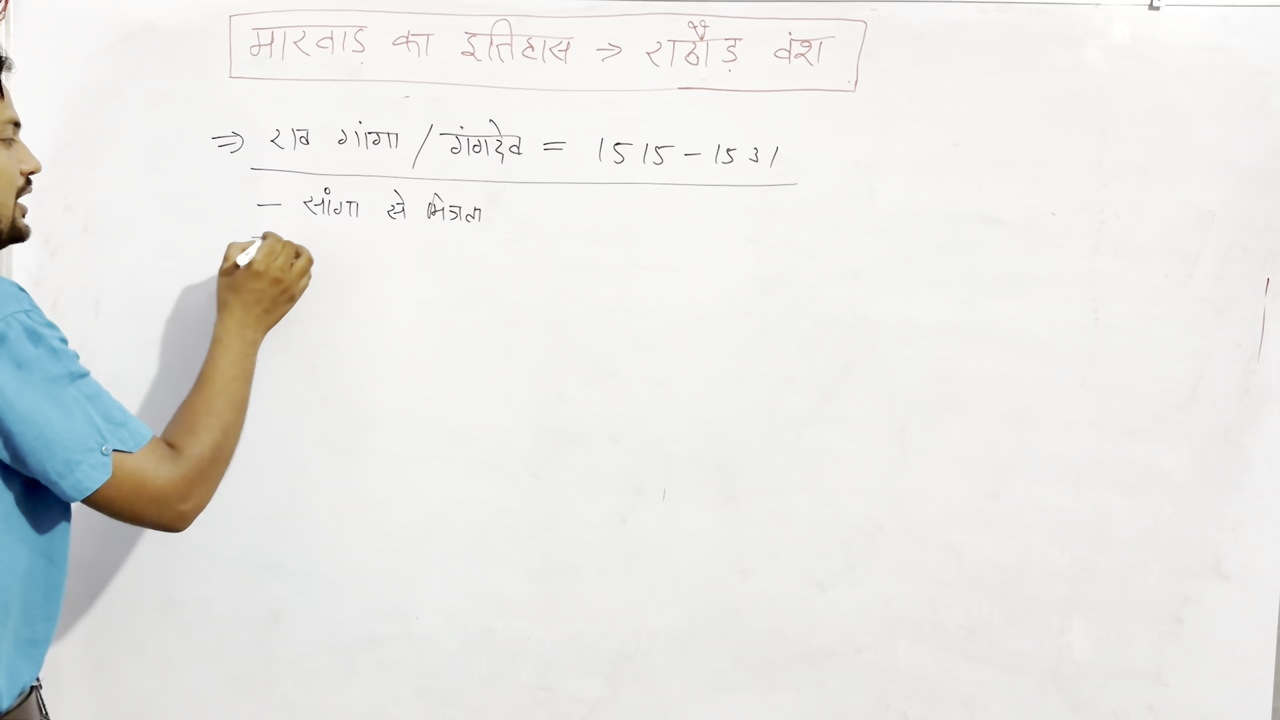 मारवाड़ का इतिहास → राठौड़ वंश
⇒ राव गांगा / गंगदेव = 1515 - 1531
- सांगा से मित्रता